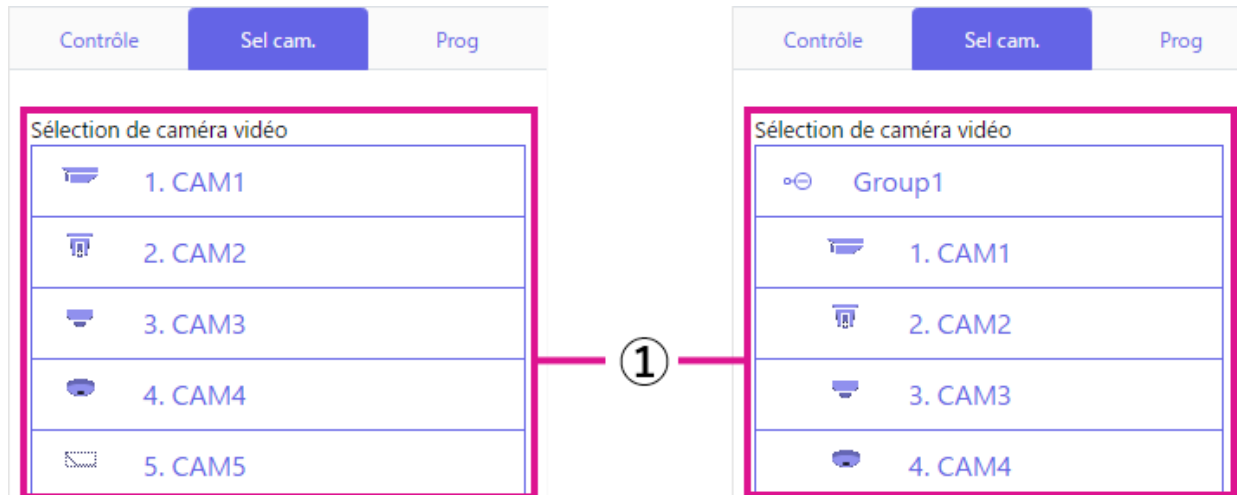 Contrôle Sel cam. Prog
Sélection de caméra vidéo
1. CAM1
2. CAM2
3. CAM3
4. CAM4
5. CAM5
①
Contrôle Sel cam. Prog
Sélection de caméra vidéo
Group1
1. CAM1
2. CAM2
3. CAM3
4. CAM4